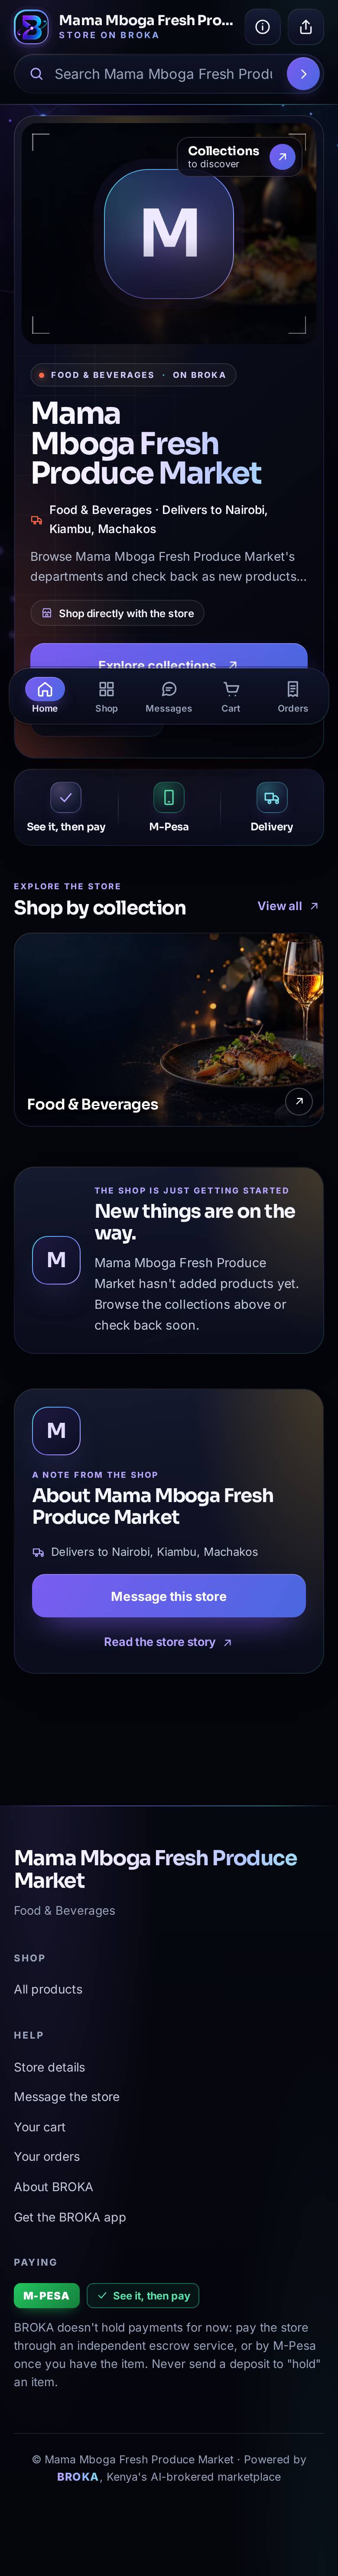 Mama Mboga Fresh Pro...
STORE ON BROKA
Search Mama Mboga Fresh Produ
Collections
to discover
M
FOOD & BEVERAGES · ON BROKA
Mama
Mboga Fresh
Produce Market
Food & Beverages · Delivers to Nairobi,
Kiambu, Machakos
Browse Mama Mboga Fresh Produce Market's
departments and check back as new products...
Shop directly with the store
Explore collections
Home
Shop
Messages
Cart
Orders
See it, then pay
M-Pesa
Delivery
EXPLORE THE STORE
Shop by collection
View all
Food & Beverages
THE SHOP IS JUST GETTING STARTED
New things are on the
way.
M
Mama Mboga Fresh Produce
Market hasn't added products yet.
Browse the collections above or
check back soon.
M
A NOTE FROM THE SHOP
About Mama Mboga Fresh
Produce Market
Delivers to Nairobi, Kiambu, Machakos
Message this store
Read the store story
Mama Mboga Fresh Produce
Market
Food & Beverages
SHOP
All products
HELP
Store details
Message the store
Your cart
Your orders
About BROKA
Get the BROKA app
PAYING
M-PESA
See it, then pay
BROKA doesn't hold payments for now: pay the store
through an independent escrow service, or by M-Pesa
once you have the item. Never send a deposit to "hold"
an item.
© Mama Mboga Fresh Produce Market · Powered by
BROKA, Kenya's AI-brokered marketplace